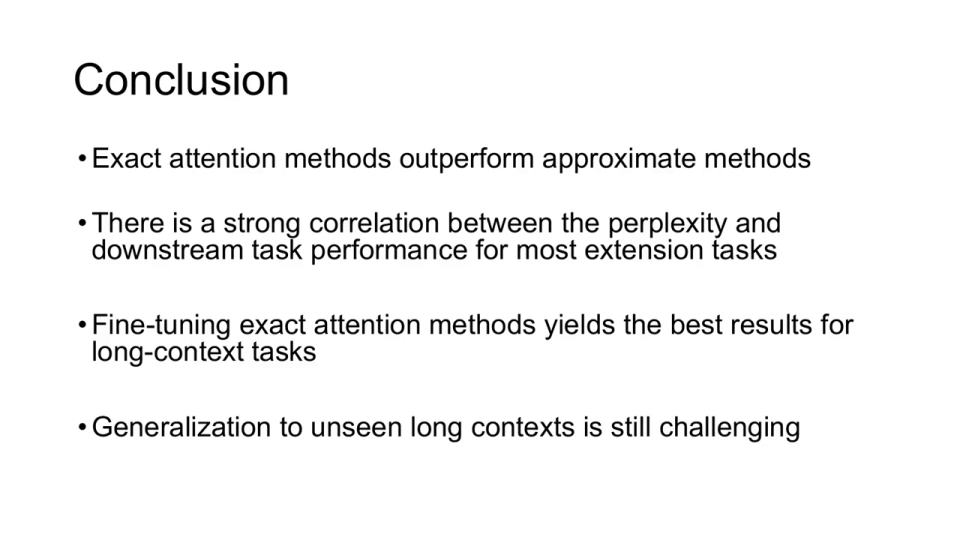 Conclusion
•Exact attention methods outperform approximate methods
•There is a strong correlation between the perplexity and
downstream task performance for most extension tasks
•Fine-tuning exact attention methods yields the best results for
long-context tasks
•Generalization to unseen long contexts is still challenging